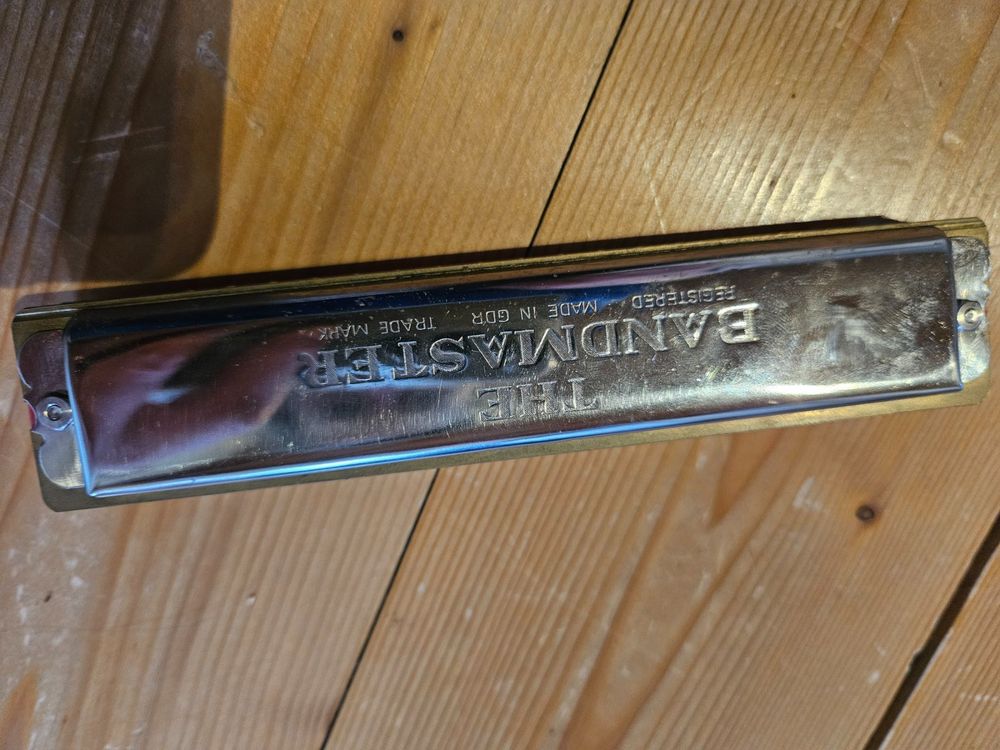 THE
BANDMASTER
REGISTERED MADE IN GDR TRADE MARK